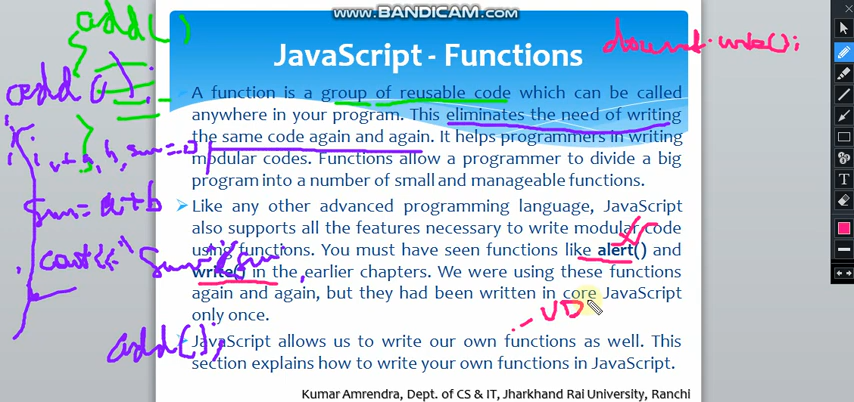 www.BANDICAM.com
add()
{
document.write();
JavaScript - Functions
A function is a group of reusable code which can be called
anywhere in your program. This eliminates the need of writing
the same code again and again. It helps programmers in writing
modular codes. Functions allow a programmer to divide a big
program into a number of small and manageable functions.
Like any other advanced programming language, JavaScript
also supports all the features necessary to write modular code
using functions. You must have seen functions like alert() and
write() in the earlier chapters. We were using these functions
again and again, but they had been written in core JavaScript
only once.
JavaScript allows us to write our own functions as well. This
section explains how to write your own functions in JavaScript.
add()
}
sum=a+b
add();
UD
Kumar Amrendra, Dept. of CS & IT, Jharkhand Rai University, Ranchi
T